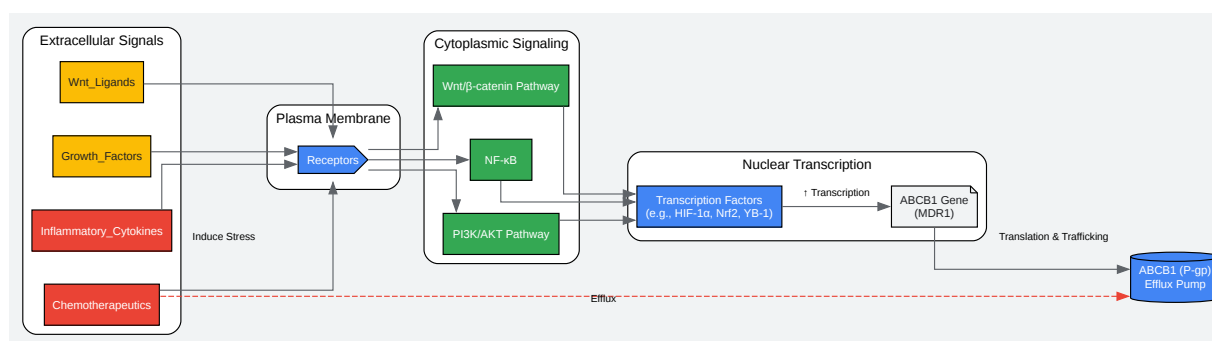 Extracellular Signals
Wnt_Ligands
Growth_Factors
Inflammatory_Cytokines
Chemotherapeutics
Induce Stress
Plasma Membrane
Receptors
Cytoplasmic Signaling
Wnt/β-catenin Pathway
NF-κB
PI3K/AKT Pathway
Efflux
Nuclear Transcription
Transcription Factors
(e.g., HIF-1α, Nrf2, YB-1)
↑ Transcription
ABCB1 Gene
(MDR1)
Translation & Trafficking
ABCB1 (P-gp)
Efflux Pump